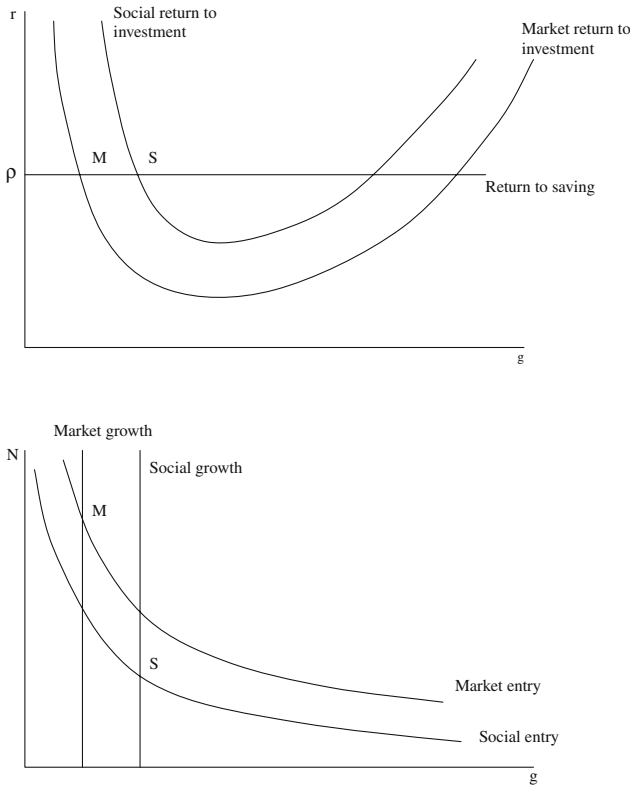 r
Social return to
investment
Market return to
investment
M
S
ρ
Return to saving
g
Market growth
N
Social growth
M
S
Market entry
Social entry
g